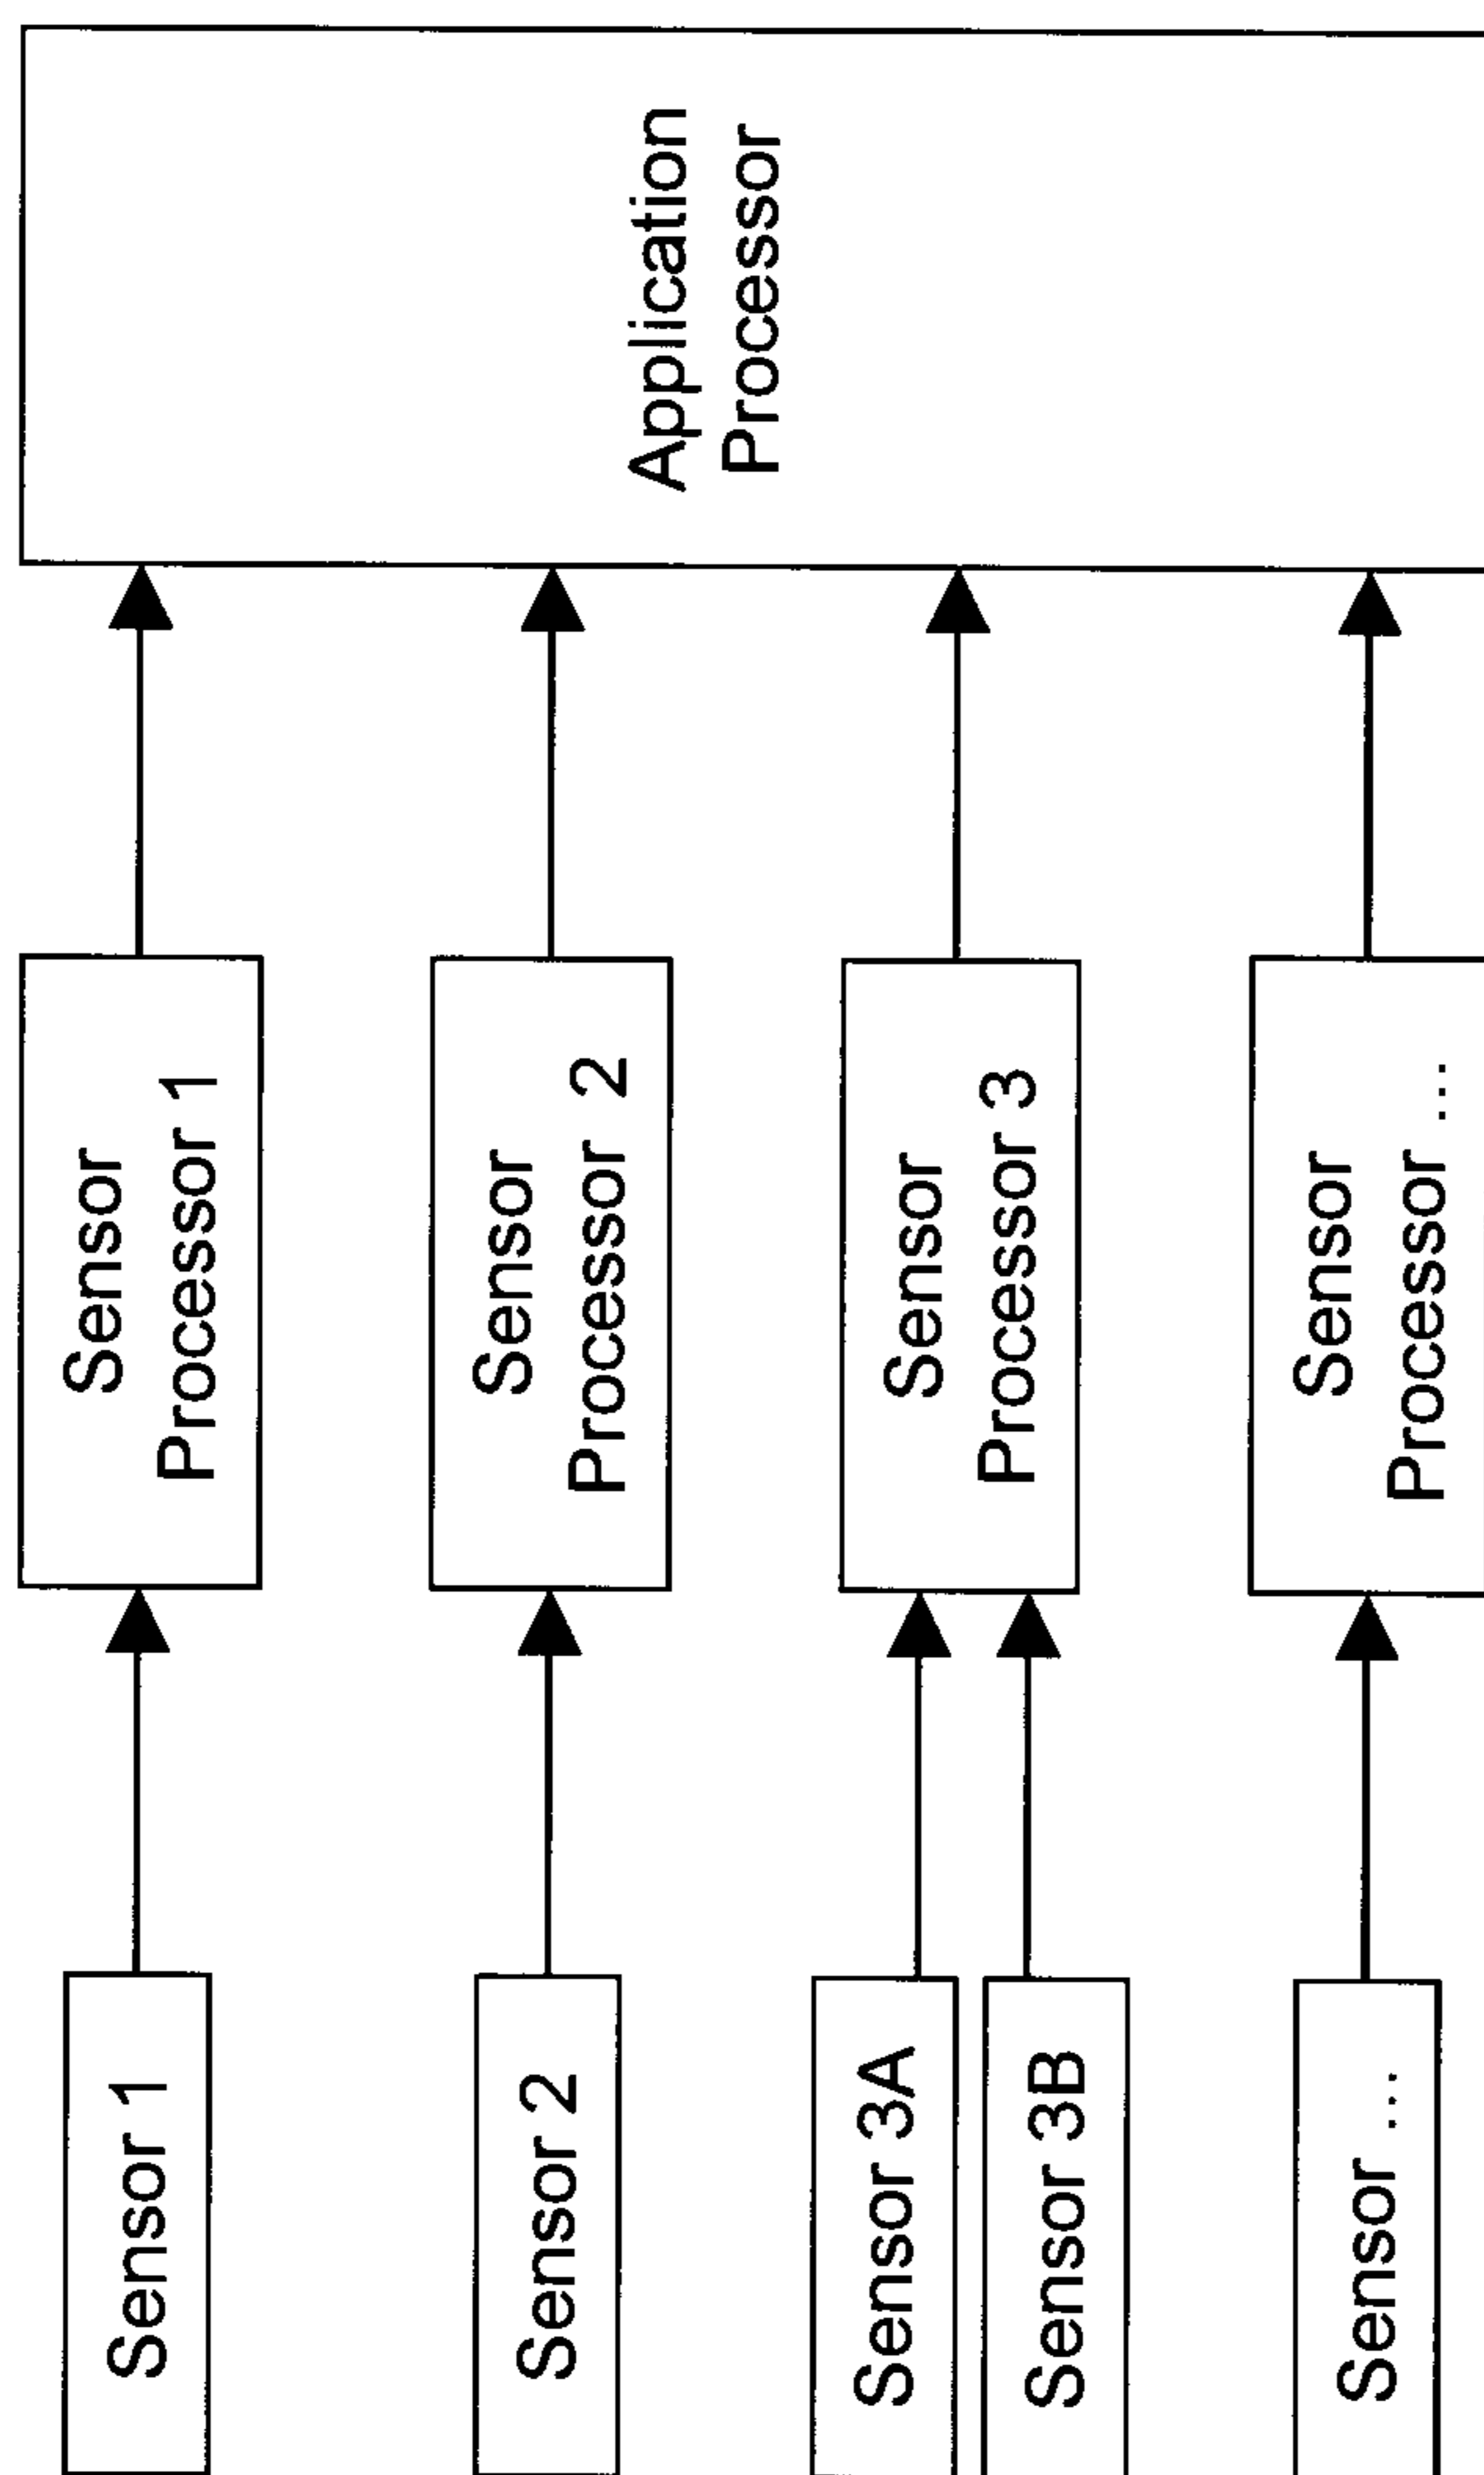 Sensor 1
Sensor
Processor 1
Sensor 2
Sensor
Processor 2
Sensor 3A
Sensor 3B
Sensor
Processor 3
Sensor ...
Sensor
Processor ...
Application
Processor